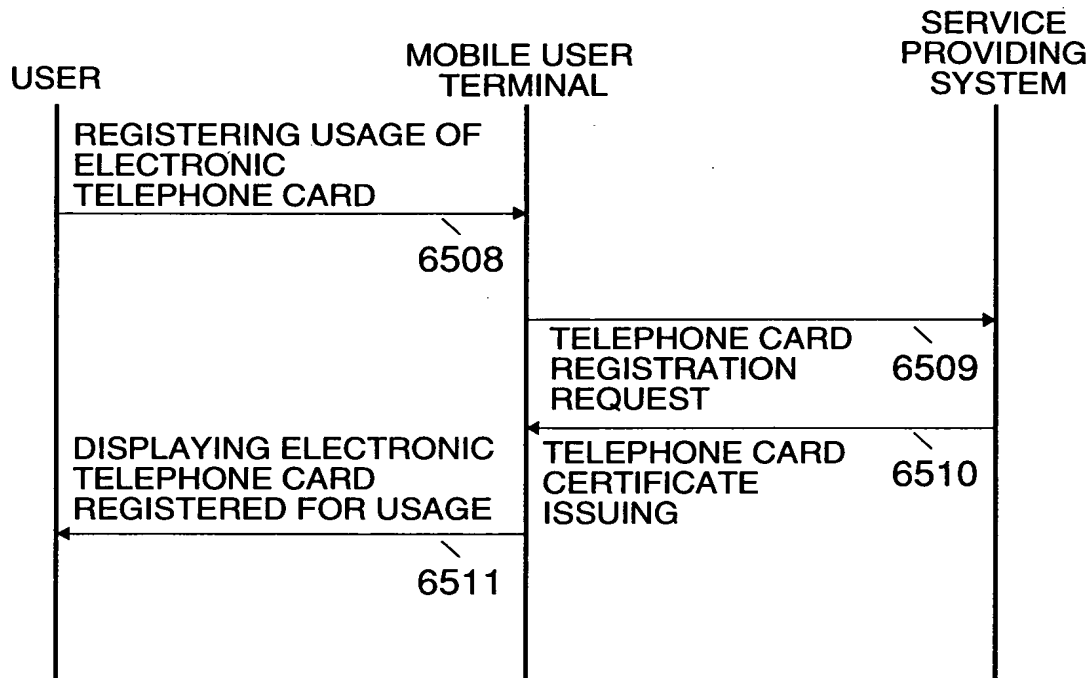 USER
MOBILE USER
TERMINAL
SERVICE
PROVIDING
SYSTEM
REGISTERING USAGE OF
ELECTRONIC
TELEPHONE CARD
6508
TELEPHONE CARD
REGISTRATION
REQUEST
6509
TELEPHONE CARD
CERTIFICATE
ISSUING
6510
DISPLAYING ELECTRONIC
TELEPHONE CARD
REGISTERED FOR USAGE
6511